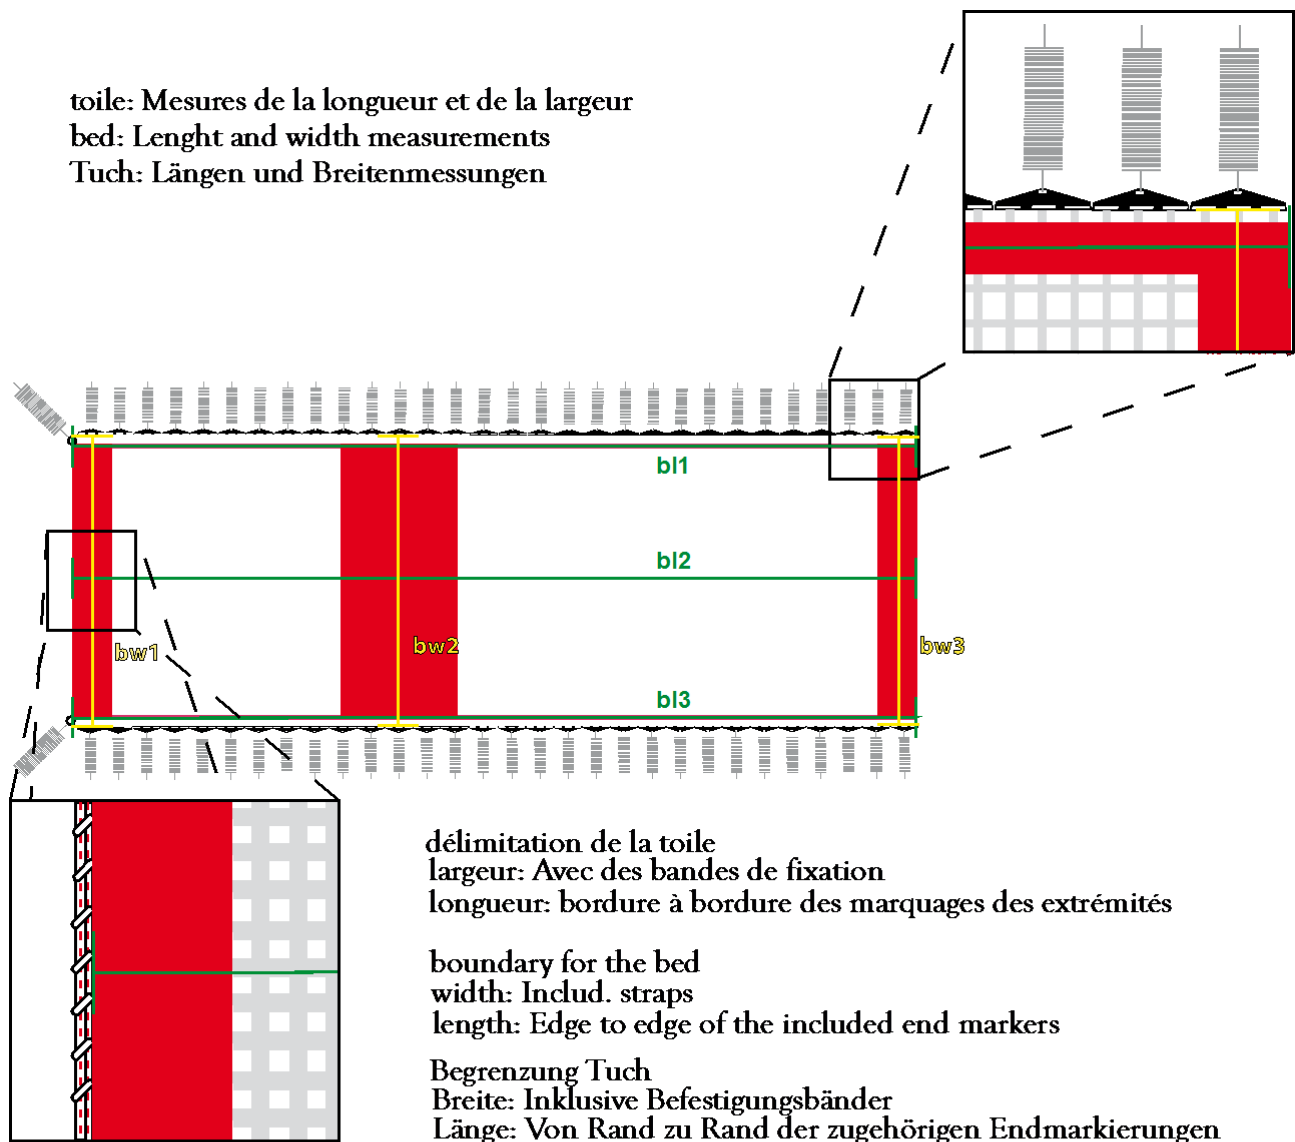 toile: Mesures de la longueur et de la largeur
bed: Lenght and width measurements
Tuch: Längen und Breitenmessungen
bl1
bl2
bw1
bw2
bw3
bl3
délimitation de la toile
largeur: Avec des bandes de fixation
longueur: bordure à bordure des marquages des extrémités
boundary for the bed
width: Includ. straps
length: Edge to edge of the included end markers
Begrenzung Tuch
Breite: Inklusive Befestigungsbänder
Länge: Von Rand zu Rand der zugehörigen Endmarkierungen